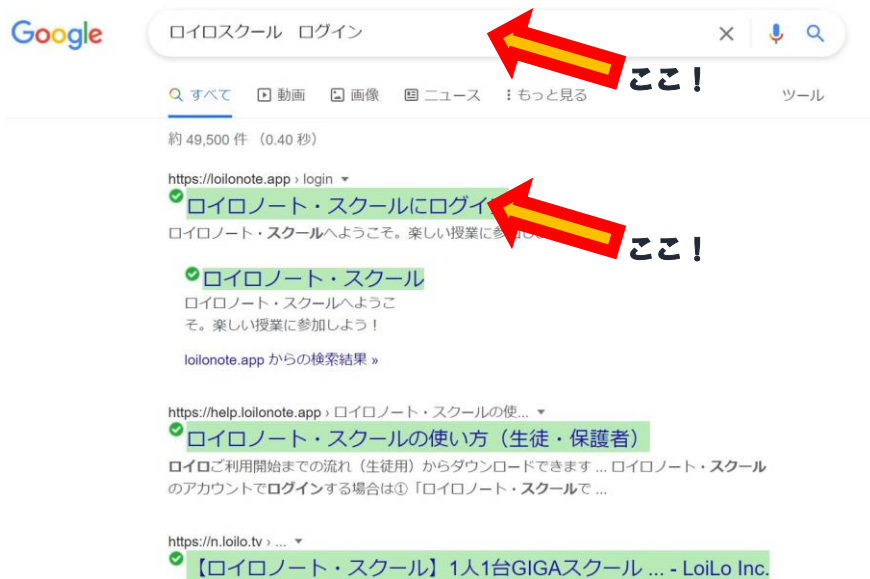 Google
ロイロスクール　ログイン
ここ！
すべて 動画 画像 ニュース もっと見る ツール
約 49,500 件 （0.40 秒）
https://loilonote.app › login
ロイロノート・スクールにログイ
ロイロノート・スクールへようこそ。楽しい授業に
ここ！
ロイロノート・スクール
ロイロノート・スクールへようこ
そ。楽しい授業に参加しよう！
loilonote.app からの検索結果 »
https://help.loilonote.app › ロイロノート・スクールの使...
ロイロノート・スクールの使い方（生徒・保護者）
ロイロご利用開始までの流れ（生徒用）からダウンロードできます ... ロイロノート・スクール
のアカウントでログインする場合は①「ロイロノート・スクールで ...
https://n.loilo.tv › ...
【ロイロノート・スクール】1人1台GIGAスクール ... - LoiLo Inc.